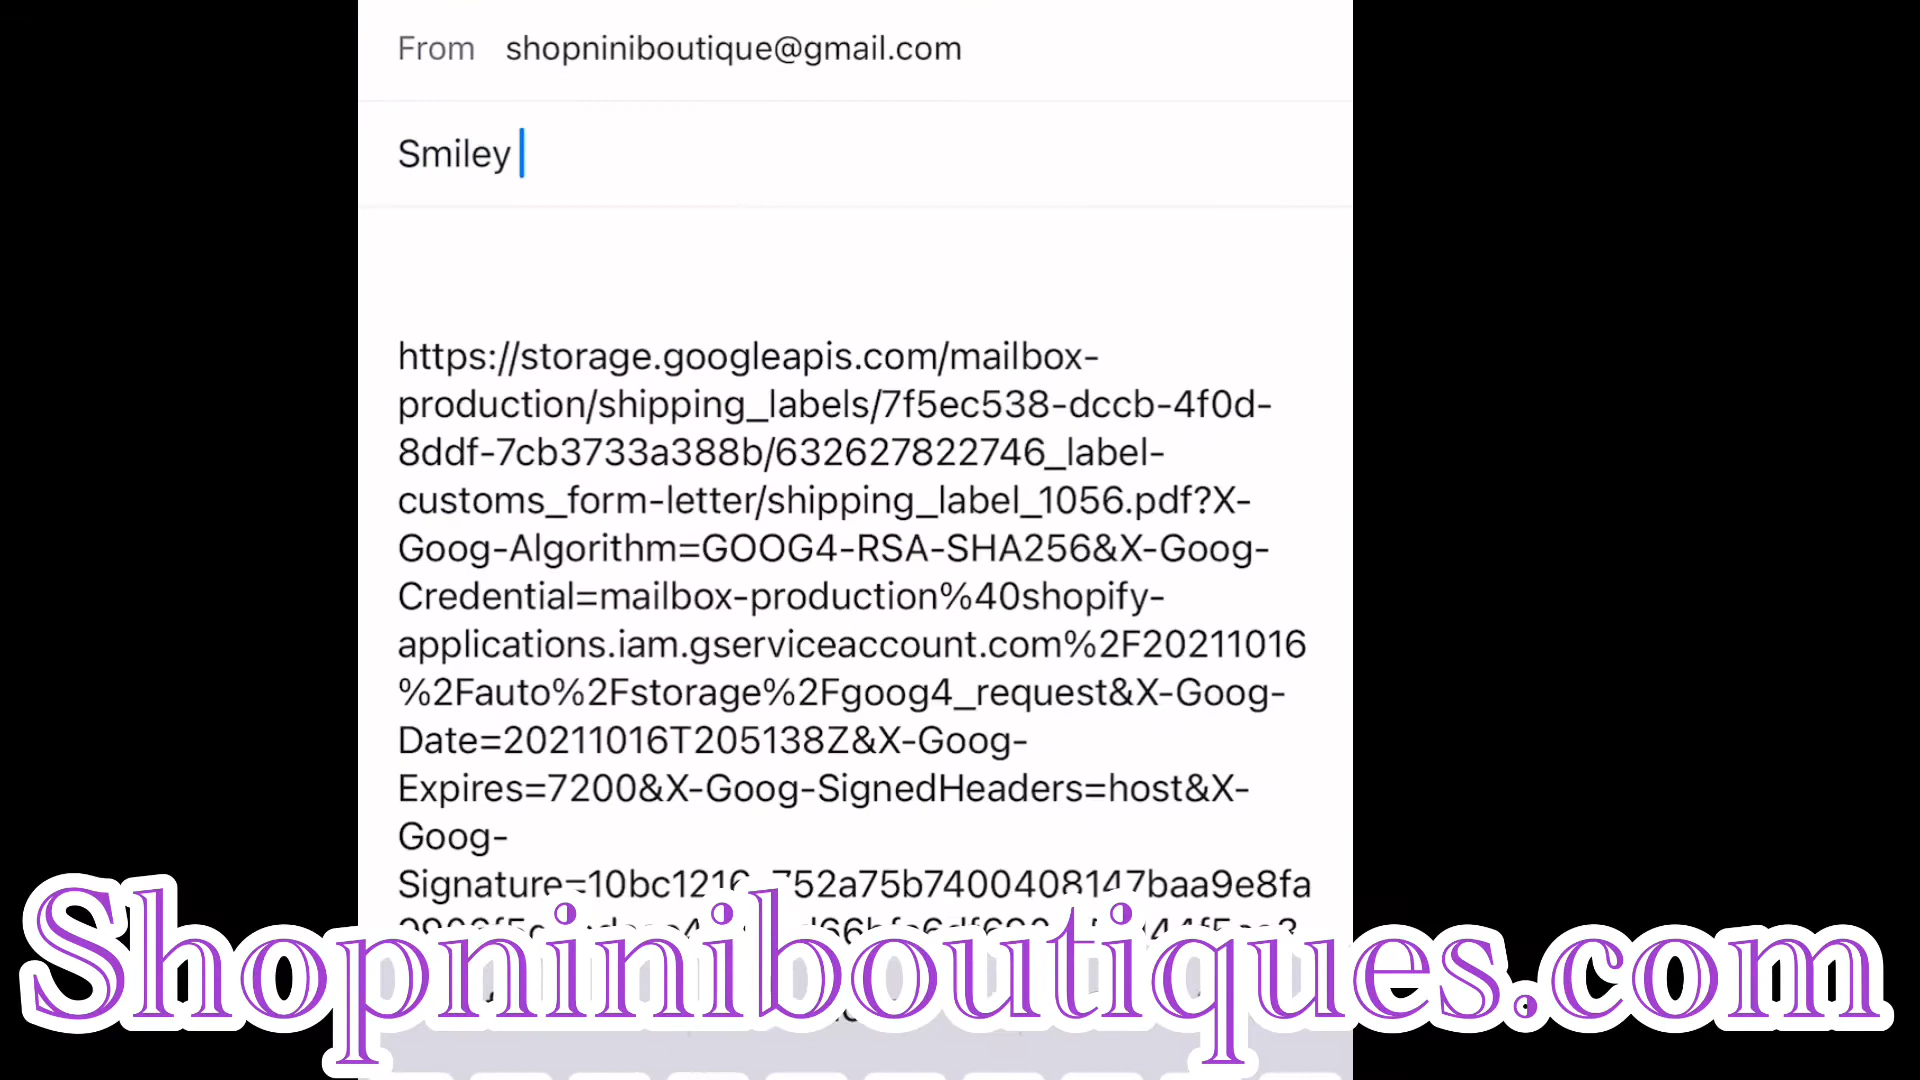 From shopniniboutique@gmail.com
Smiley
https://storage.googleapis.com/mailbox-
production/shipping_labels/7f5ec538-dccb-4f0d-
8ddf-7cb3733a388b/632627822746_label-
customs_form-letter/shipping_label_1056.pdf?X-
Goog-Algorithm=GOOG4-RSA-SHA256&X-Goog-
Credential=mailbox-production%40shopify-
applications.iam.gserviceaccount.com%2F20211016
%2Fauto%2Fstorage%2Fgoog4_request&X-Goog-
Date=20211016T205138Z&X-Goog-
Expires=7200&X-Goog-SignedHeaders=host&X-
Goog-
Shopniniboutiques.com